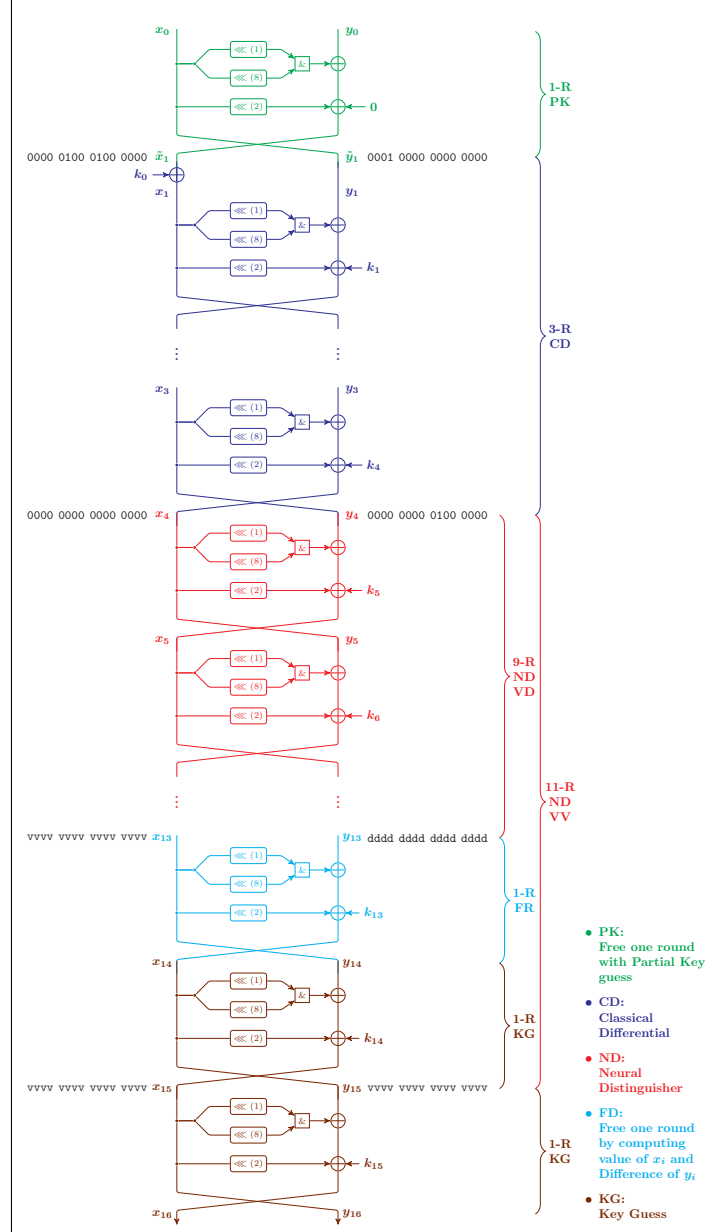 x0 y0
⋘ (1)
&
⋘ (8)
1-R
PK
⋘ (2) 0
0000 0100 0100 0000 x̃1 ỹ1 0001 0000 0000 0000
k0
x1 y1
⋘ (1)
&
⋘ (8)
⋘ (2) k1
3-R
CD
⋮ ⋮
x3 y3
⋘ (1)
&
⋘ (8)
⋘ (2) k4
0000 0000 0000 0000 x4 y4 0000 0000 0100 0000
⋘ (1)
&
⋘ (8)
⋘ (2) k5
x5 y5
⋘ (1)
&
⋘ (8)
9-R
ND
VD
⋘ (2) k6
⋮ ⋮
11-R
ND
VV
vvvv vvvv vvvv vvvv x13 y13 dddd dddd dddd dddd
⋘ (1)
&
⋘ (8)
1-R
FR
⋘ (2) k13
x14 y14
⋘ (1)
&
⋘ (8)
1-R
KG
⋘ (2) k14
vvvv vvvv vvvv vvvv x15 y15 vvvv vvvv vvvv vvvv
⋘ (1)
&
⋘ (8)
1-R
KG
⋘ (2) k15
x16 y16
• PK:
Free one round
with Partial Key
guess
• CD:
Classical
Differential
• ND:
Neural
Distinguisher
• FD:
Free one round
by computing
value of xi and
Difference of yi
• KG:
Key Guess